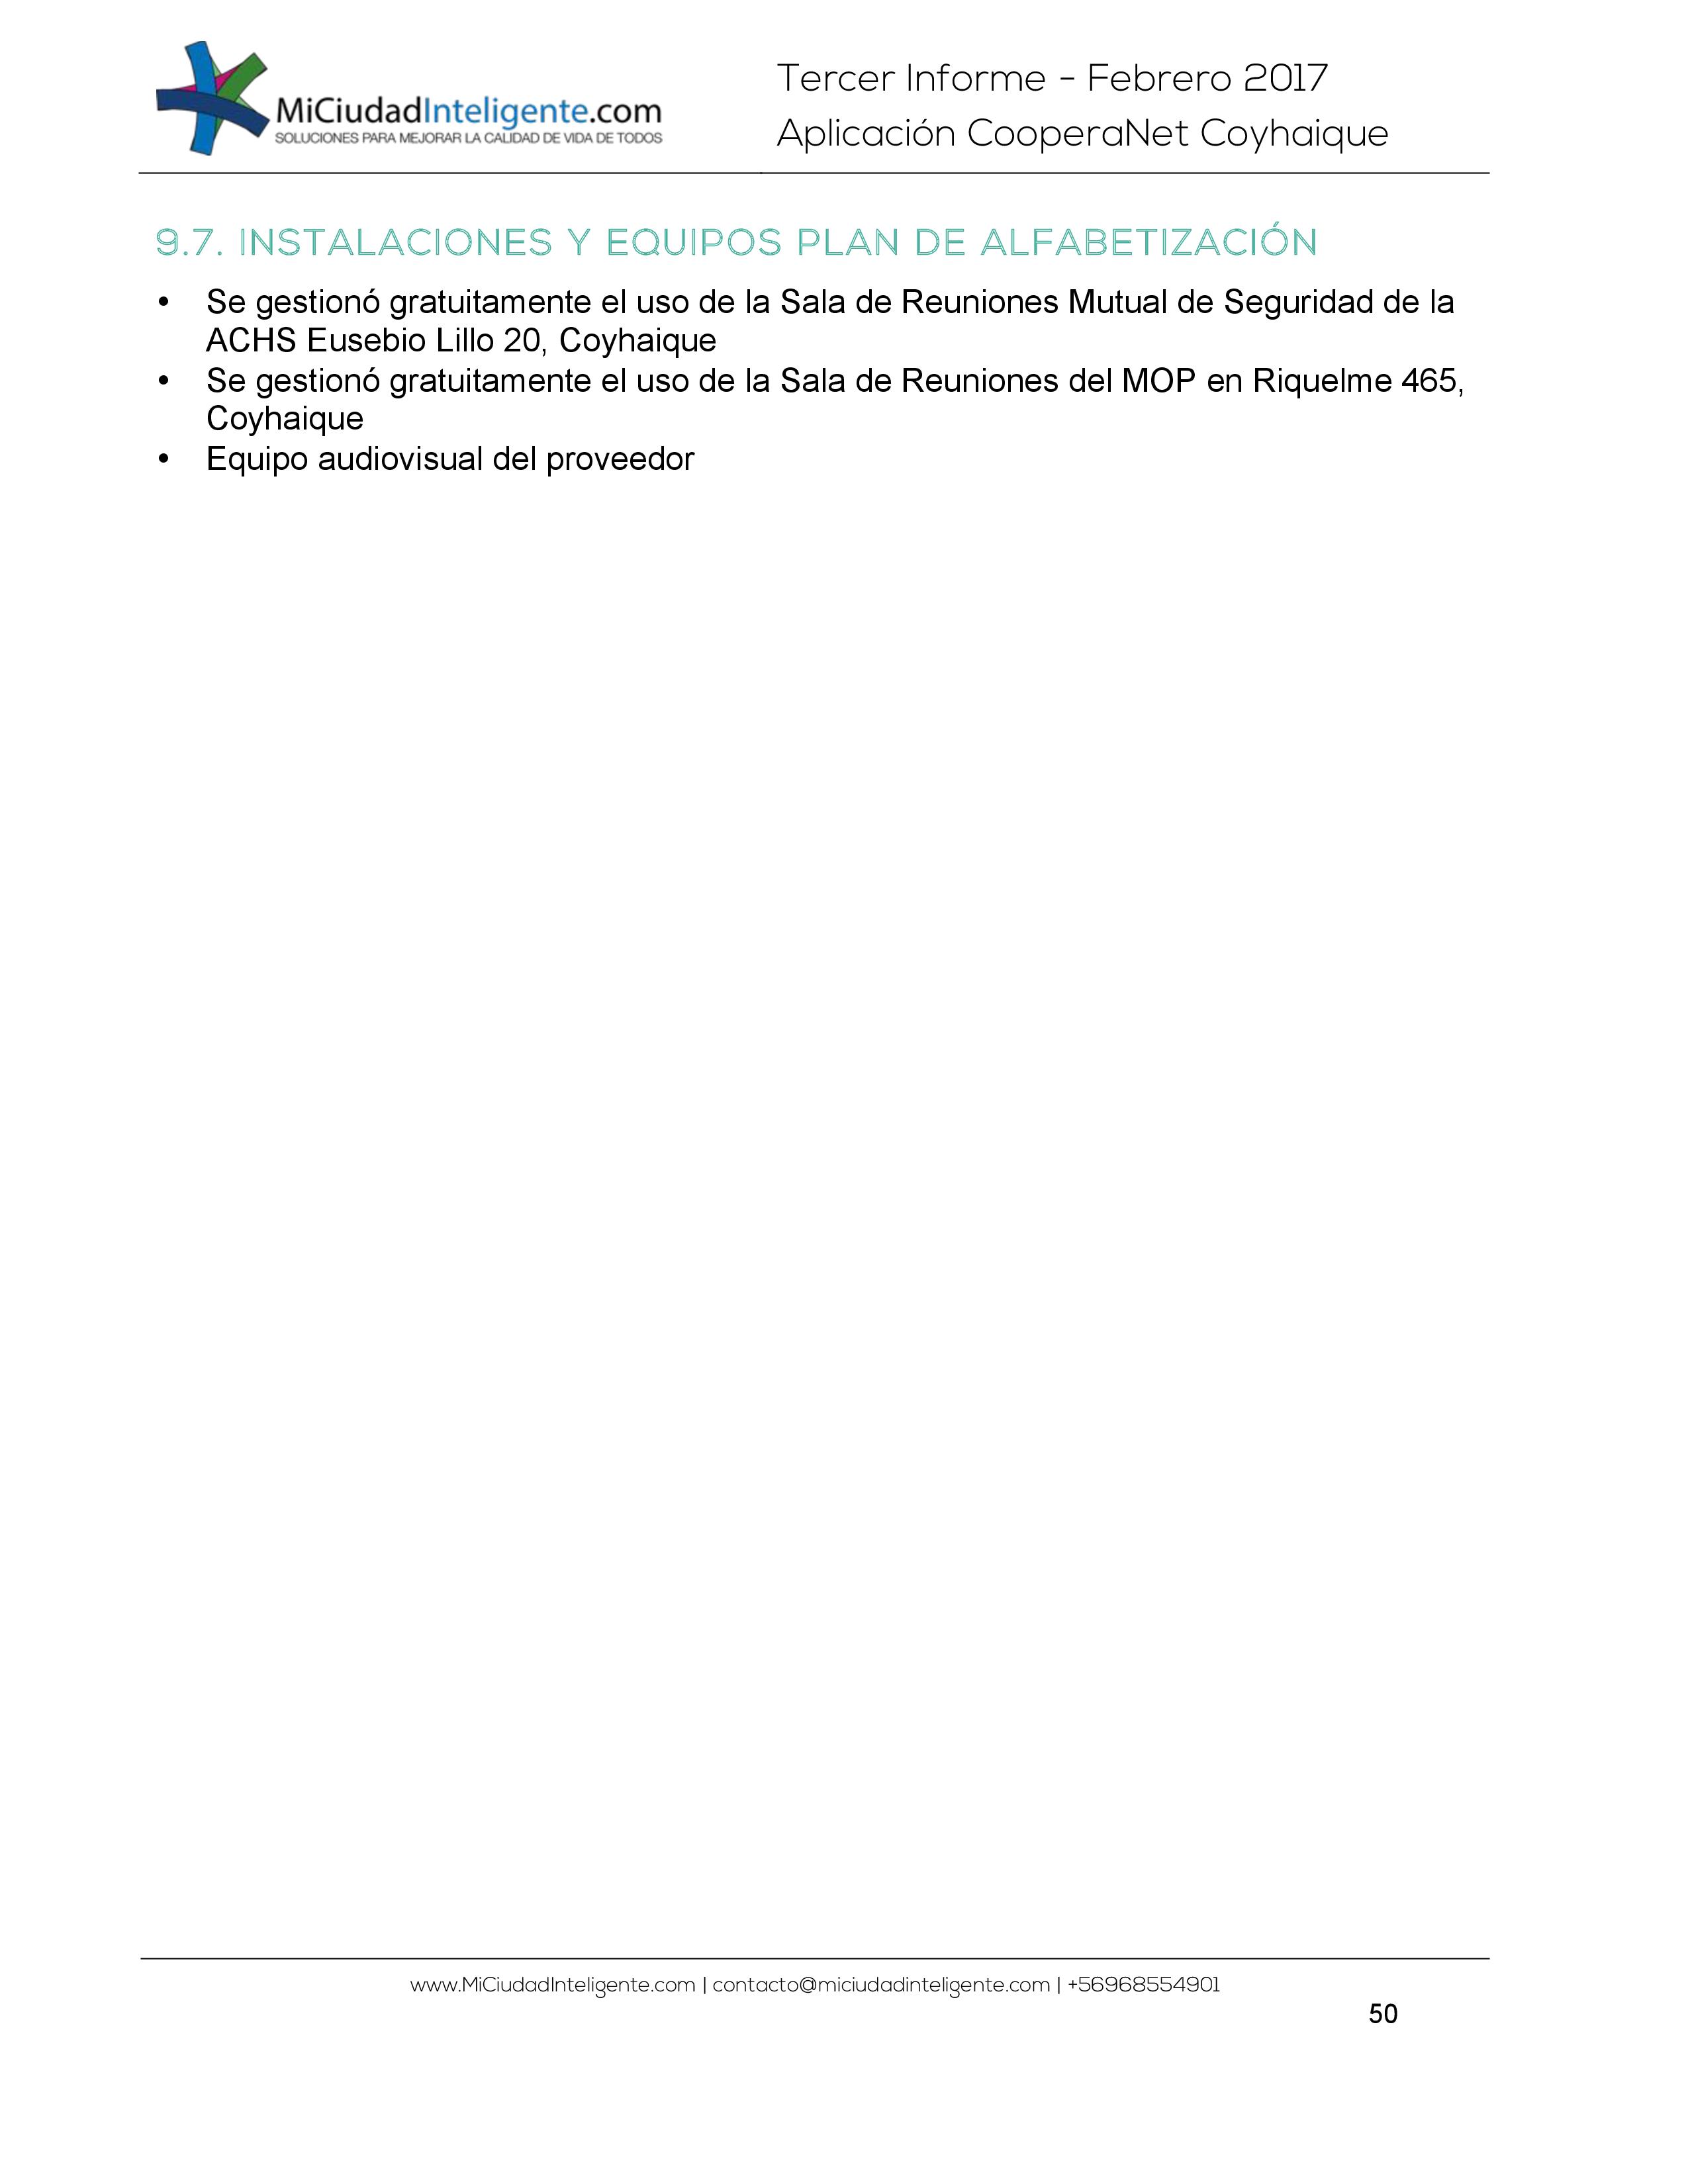 MiCiudadInteligente.com
SOLUCIONES PARA MEJORAR LA CALIDAD DE VIDA DE TODOS
Tercer Informe - Febrero 2017
Aplicación CooperaNet Coyhaique
9.7. INSTALACIONES Y EQUIPOS PLAN DE ALFABETIZACIÓN
• Se gestionó gratuitamente el uso de la Sala de Reuniones Mutual de Seguridad de la
ACHS Eusebio Lillo 20, Coyhaique
• Se gestionó gratuitamente el uso de la Sala de Reuniones del MOP en Riquelme 465,
Coyhaique
• Equipo audiovisual del proveedor
www.MiCiudadInteligente.com | contacto@miciudadinteligente.com | +56968554901
50